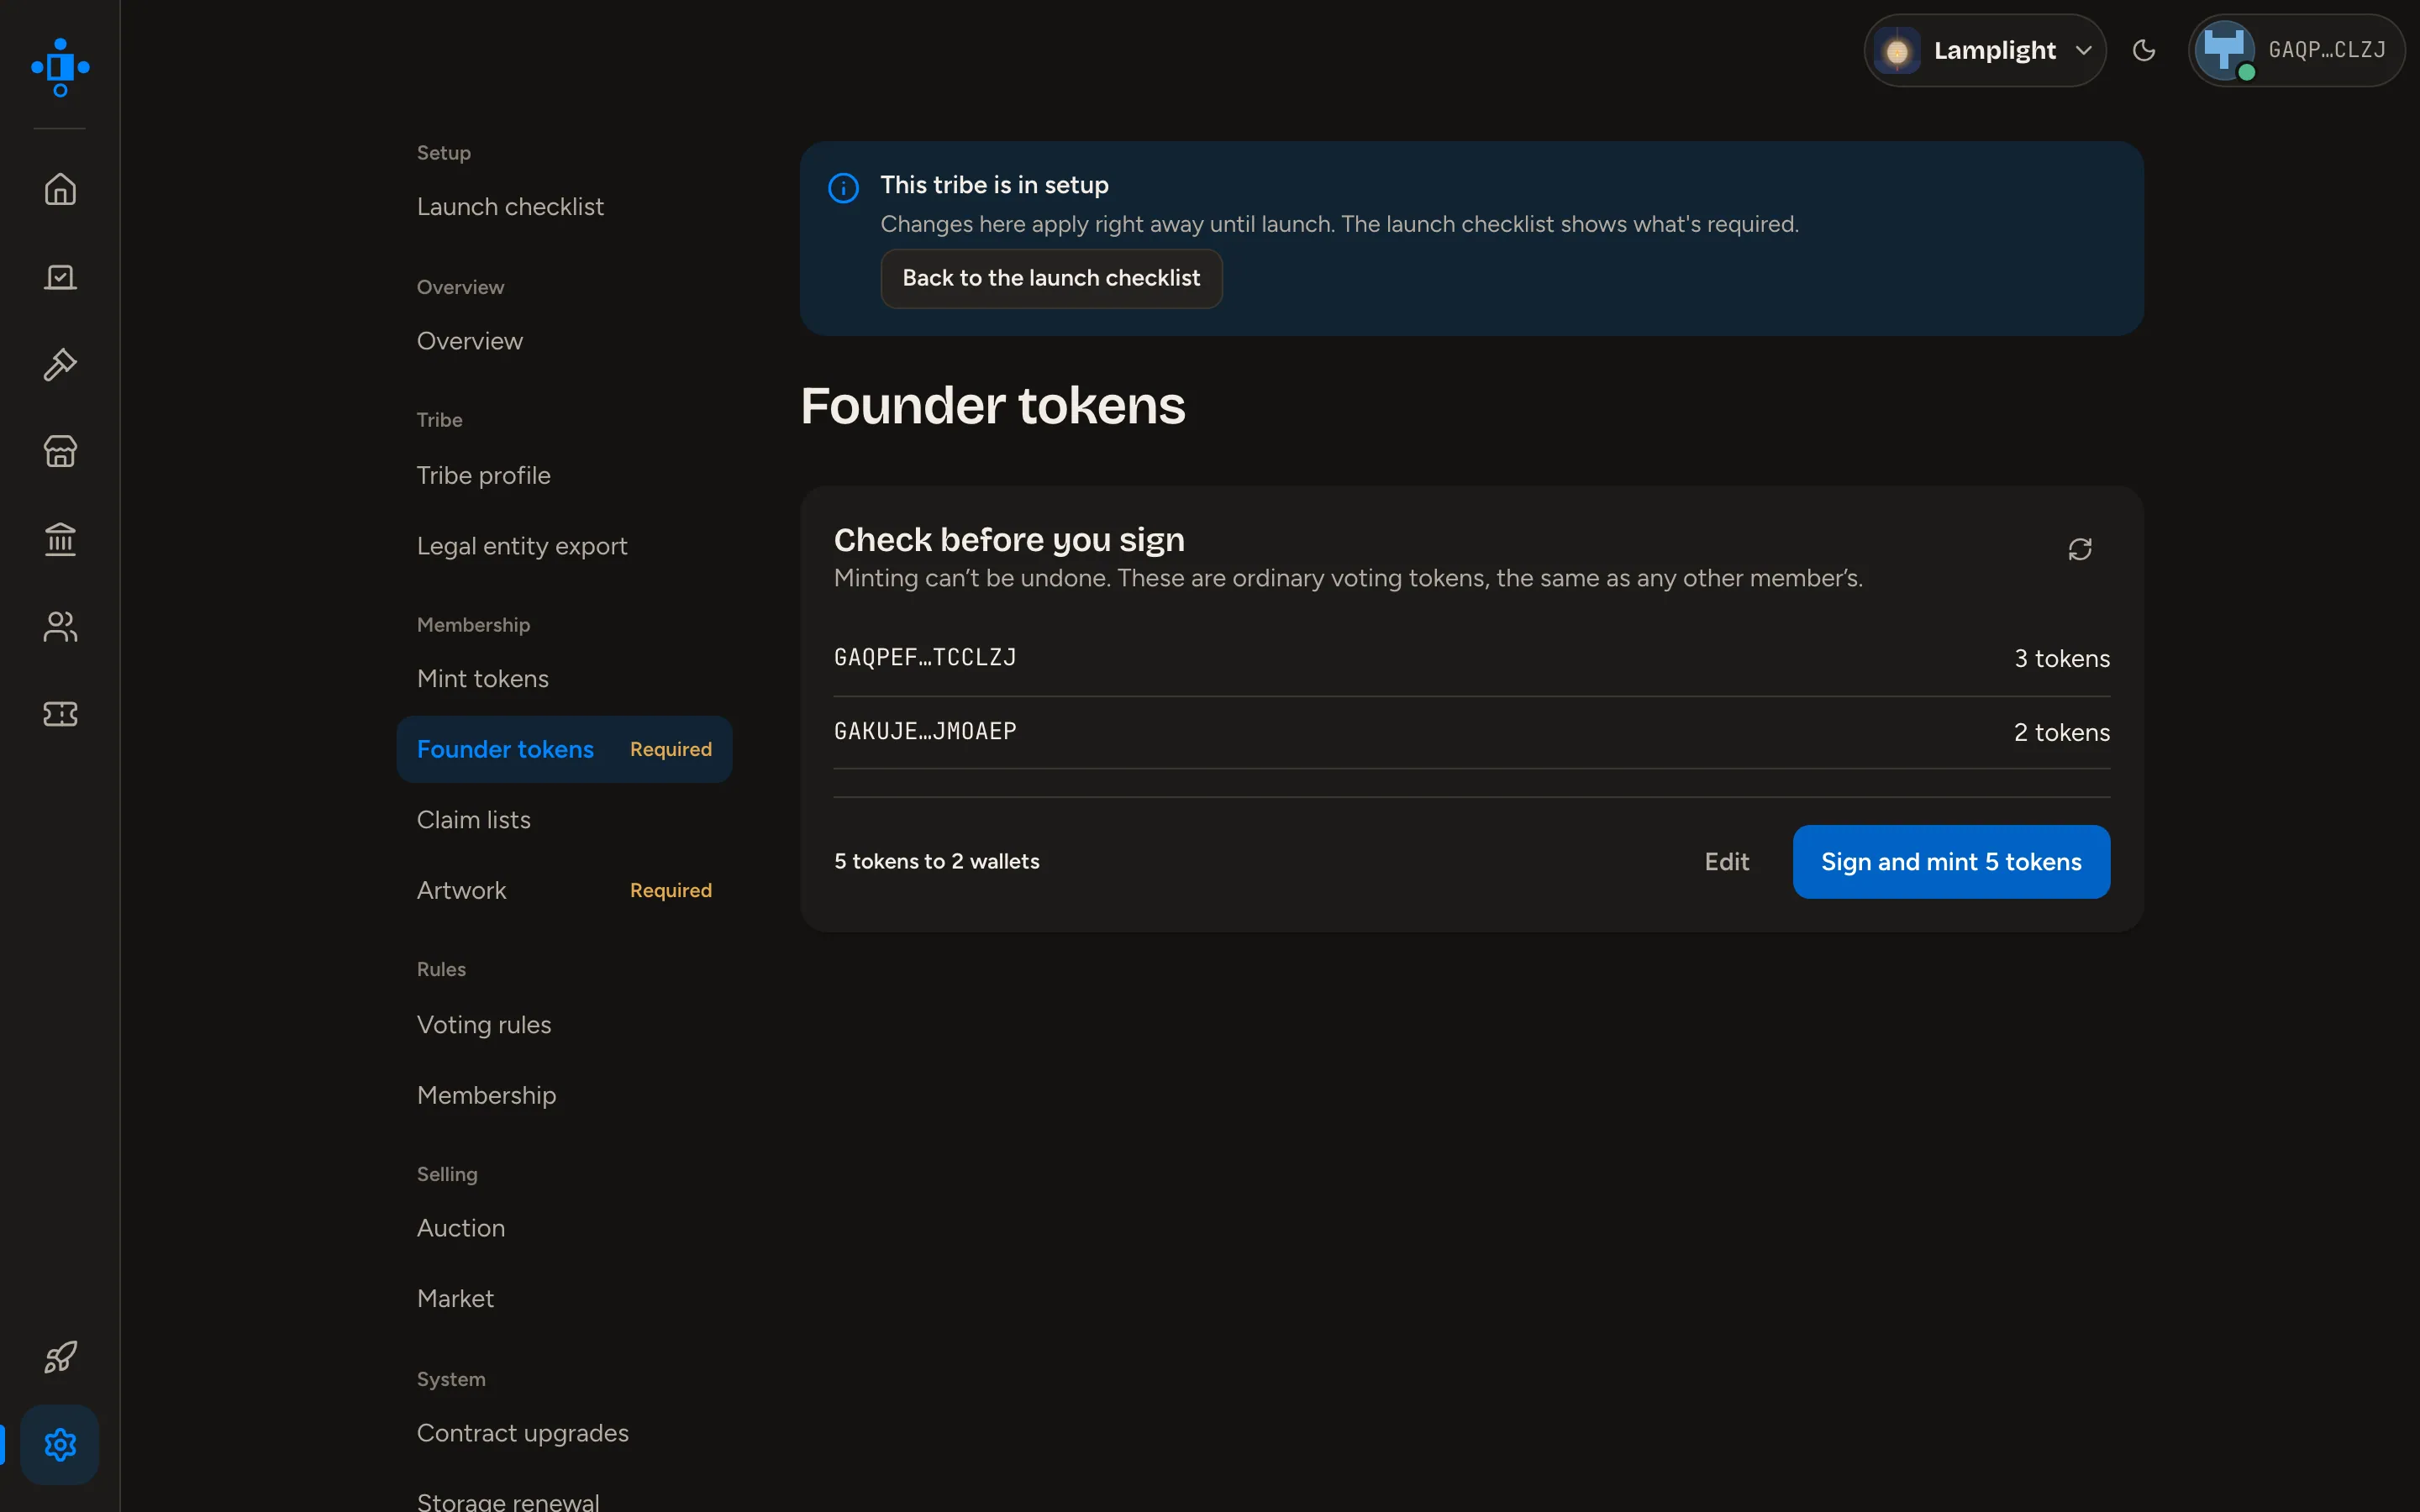 Lamplight
GAQP…CLZJ
Setup
Launch checklist
Overview
Overview
Tribe
Tribe profile
Legal entity export
Membership
Mint tokens
Founder tokens Required
Claim lists
Artwork Required
Rules
Voting rules
Membership
Selling
Auction
Market
System
Contract upgrades
Storage renewal
This tribe is in setup
Changes here apply right away until launch. The launch checklist shows what's required.
Back to the launch checklist
Founder tokens
Check before you sign
Minting can’t be undone. These are ordinary voting tokens, the same as any other member’s.
GAQPEF…TCCLZJ 3 tokens
GAKUJE…JMOAEP 2 tokens
5 tokens to 2 wallets
Edit
Sign and mint 5 tokens